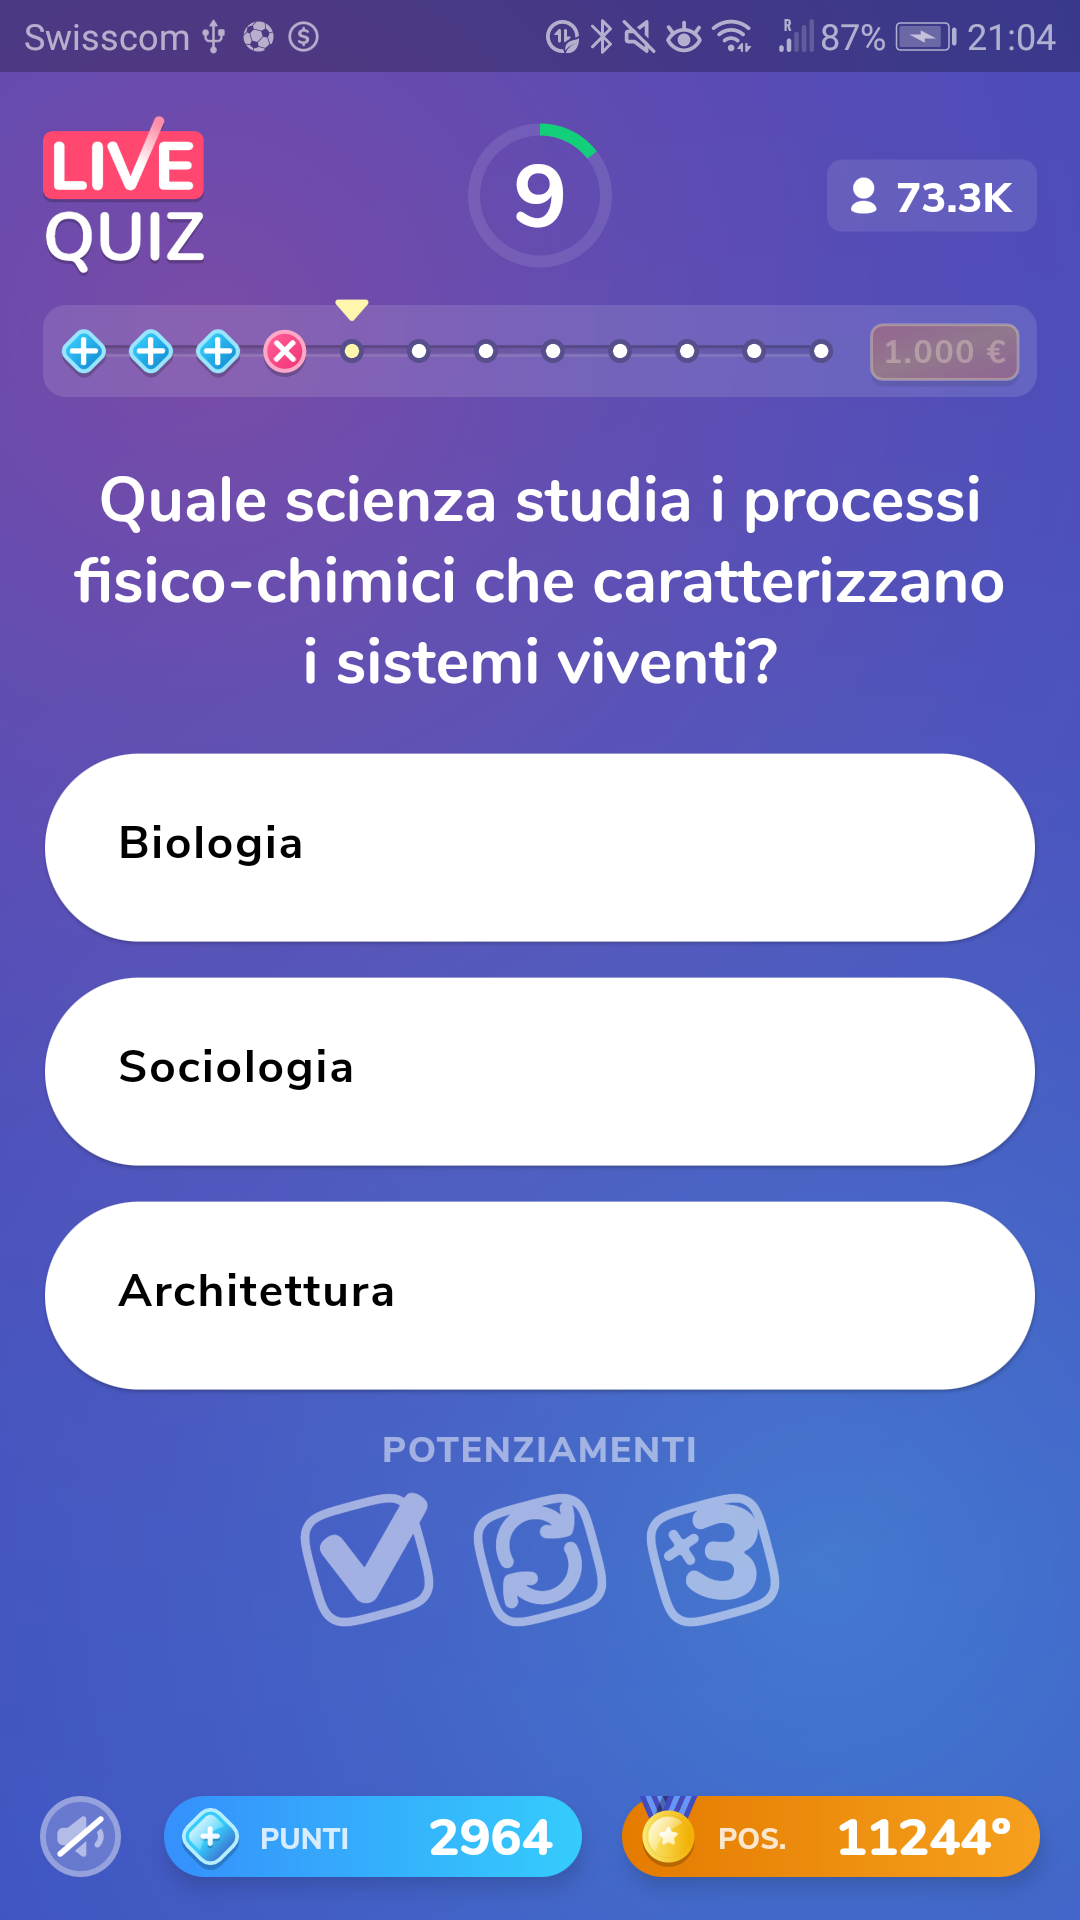 Swisscom R 87% 21:04
LIVE
QUIZ
9
73.3K
1.000 €
Quale scienza studia i processi
fisico-chimici che caratterizzano
i sistemi viventi?
Biologia
Sociologia
Architettura
POTENZIAMENTI
×3
PUNTI 2964
POS. 11244º